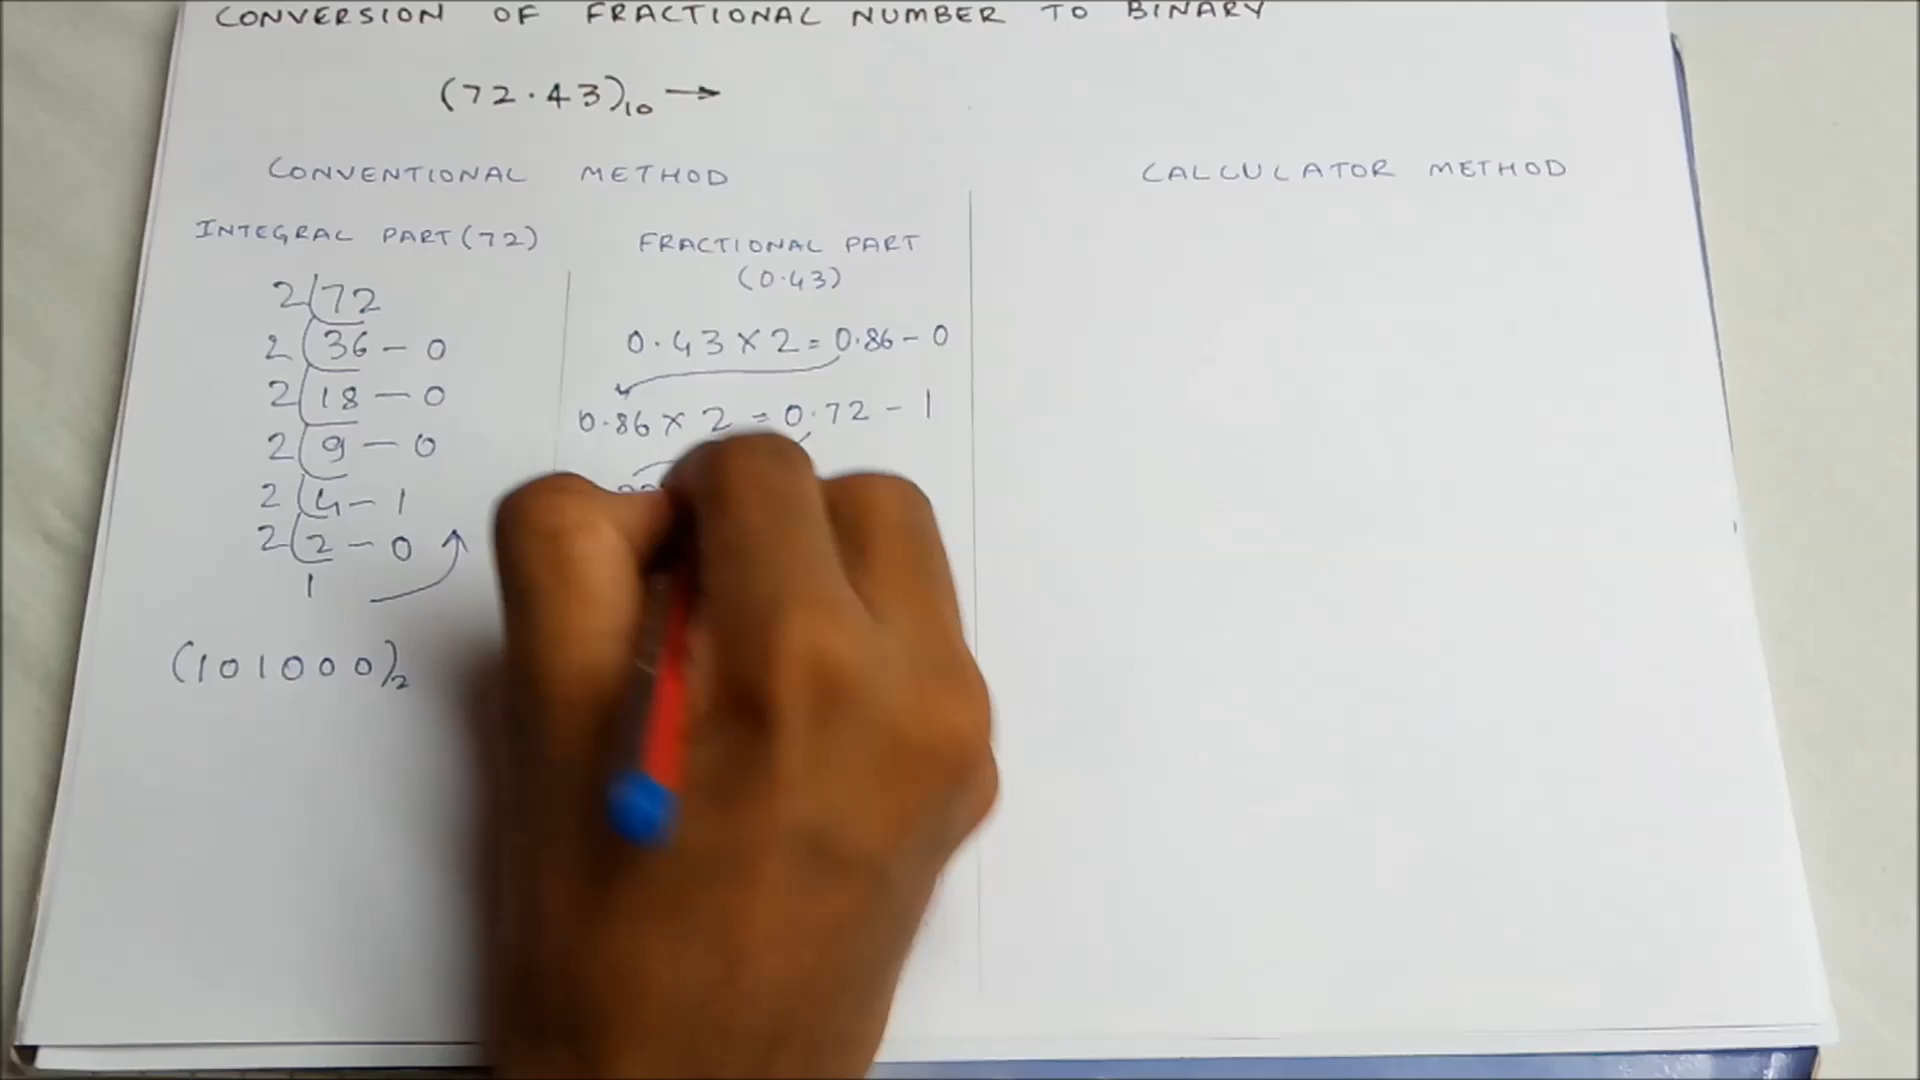 CONVERSION OF FRACTIONAL NUMBER TO BINARY
(72.43)10 →
CONVENTIONAL METHOD
CALCULATOR METHOD
INTEGRAL PART (72)
2 72
2 36 - 0
2 18 - 0
2 9 - 0
2 4 - 1
2 2 - 0
1
(101000)2
FRACTIONAL PART
(0.43)
0.43 × 2 = 0.86 - 0
0.86 × 2 = 0.72 - 1